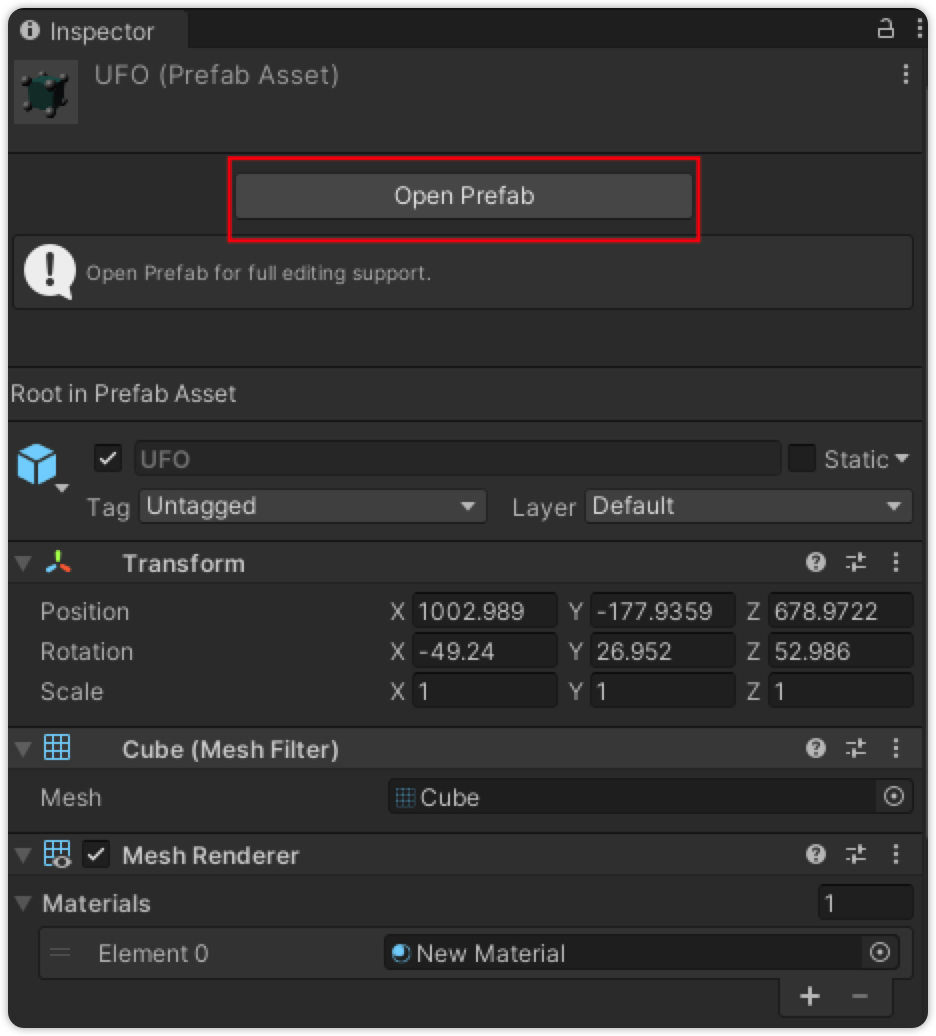 Inspector
UFO (Prefab Asset)
Open Prefab
Open Prefab for full editing support.
Root in Prefab Asset
UFO Static
Tag Untagged Layer Default
Transform
Position X 1002.989 Y -177.9359 Z 678.9722
Rotation X -49.24 Y 26.952 Z 52.986
Scale X 1 Y 1 Z 1
Cube (Mesh Filter)
Mesh Cube
Mesh Renderer
Materials 1
Element 0 New Material